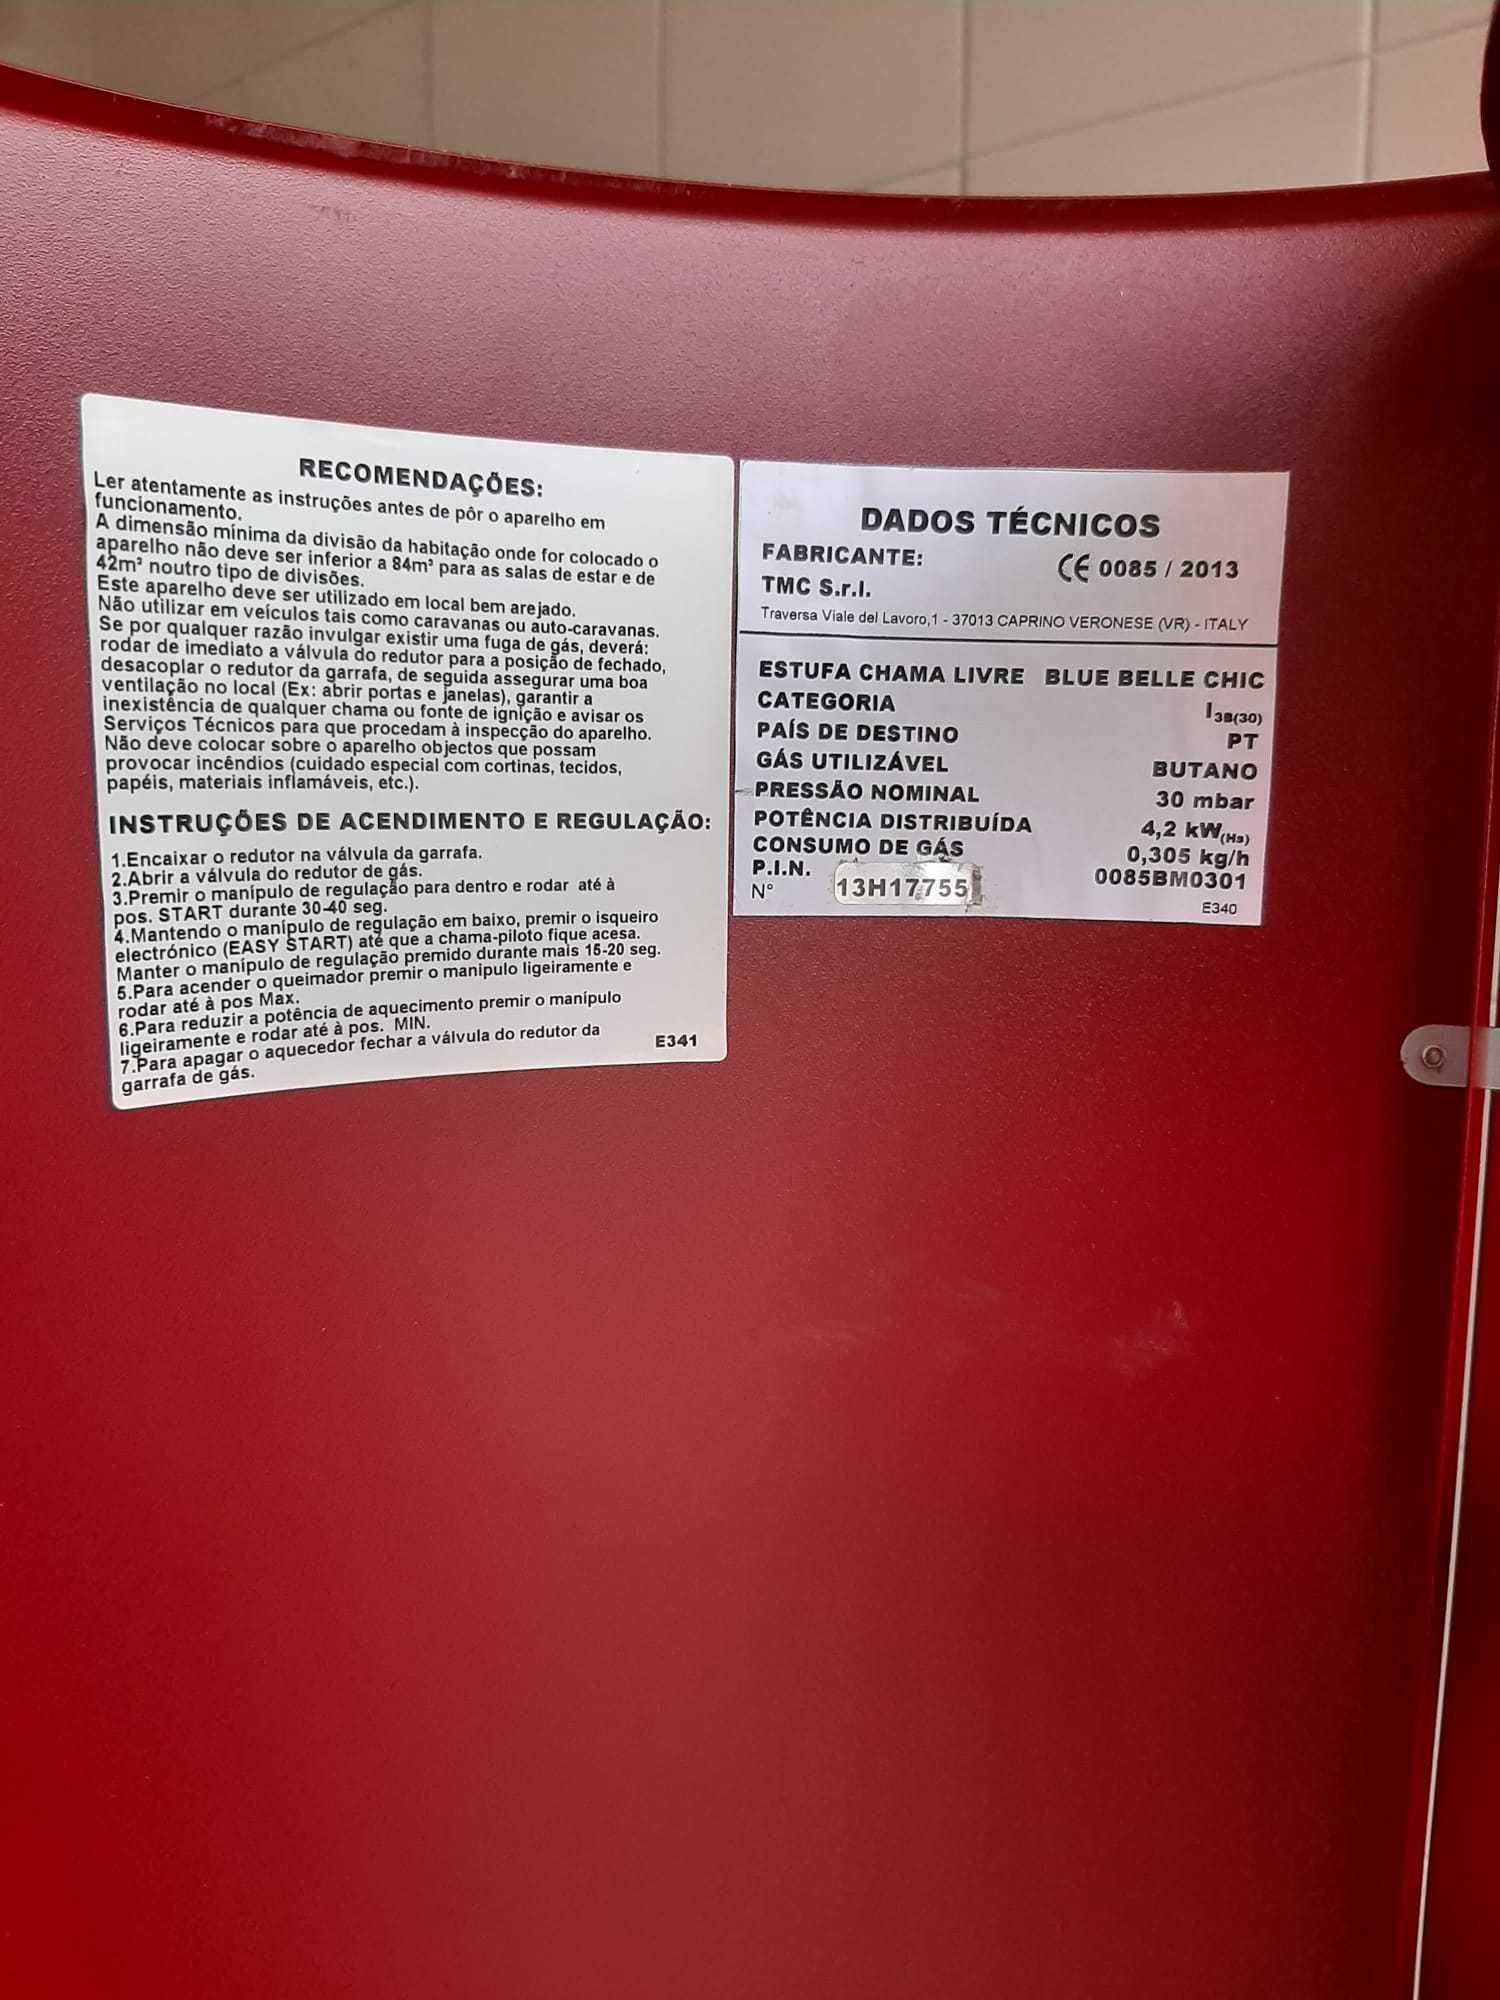 RECOMENDAÇÕES:
Ler atentamente as instruções antes de pôr o aparelho em
funcionamento.
A dimensão mínima da divisão da habitação onde for colocado o
aparelho não deve ser inferior a 84m³ para as salas de estar e de
42m³ noutro tipo de divisões.
Este aparelho deve ser utilizado em local bem arejado.
Não utilizar em veículos tais como caravanas ou auto-caravanas.
Se por qualquer razão invulgar existir uma fuga de gás, deverá:
rodar de imediato a válvula do redutor para a posição de fechado,
desacoplar o redutor da garrafa, de seguida assegurar uma boa
ventilação no local (Ex: abrir portas e janelas), garantir a
inexistência de qualquer chama ou fonte de ignição e avisar os
Serviços Técnicos para que procedam à inspecção do aparelho.
Não deve colocar sobre o aparelho objectos que possam
provocar incêndios (cuidado especial com cortinas, tecidos,
papéis, materiais inflamáveis, etc.).
INSTRUÇÕES DE ACENDIMENTO E REGULAÇÃO:
1.Encaixar o redutor na válvula da garrafa.
2.Abrir a válvula do redutor de gás.
3.Premir o manípulo de regulação para dentro e rodar até à
pos. START durante 30-40 seg.
4.Mantendo o manípulo de regulação em baixo, premir o isqueiro
electrónico (EASY START) até que a chama-piloto fique acesa.
Manter o manípulo de regulação premido durante mais 15-20 seg.
5.Para acender o queimador premir o manipulo ligeiramente e
rodar até à pos Max.
6.Para reduzir a potência de aquecimento premir o manípulo
ligeiramente e rodar até à pos. MIN.
7.Para apagar o aquecedor fechar a válvula do redutor da
garrafa de gás.
E341
DADOS TÉCNICOS
FABRICANTE:
CE 0085 / 2013
TMC S.r.l.
Traversa Viale del Lavoro,1 - 37013 CAPRINO VERONESE (VR) - ITALY
ESTUFA CHAMA LIVRE BLUE BELLE CHIC
CATEGORIA I3B(30)
PAÍS DE DESTINO PT
GÁS UTILIZÁVEL BUTANO
PRESSÃO NOMINAL 30 mbar
POTÊNCIA DISTRIBUÍDA 4,2 kW(Hs)
CONSUMO DE GÁS 0,305 kg/h
P.I.N. 0085BM0301
N° 13H17755
E340